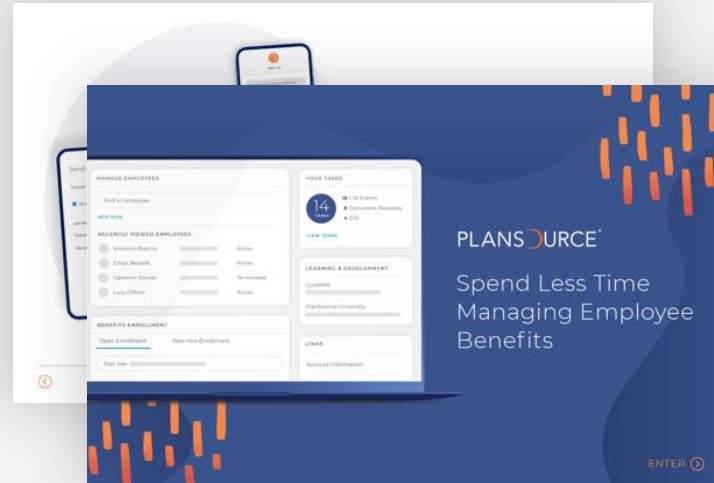 Send
MANAGE EMPLOYEES
Find an employee
ADD NEW
RECENTLY VIEWED EMPLOYEES
Vincenzo Bianchi Active
Ethan Beckett Active
Cameron Sinclair Terminated
Lucy O'Brien Active
BENEFITS ENROLLMENT
Open Enrollment New Hire Enrollment
Plan Year
YOUR TASKS
14
TASKS
Life Events
Document Requests
EOI
VIEW TASKS
LEARNING & DEVELOPMENT
GuideMe
PlanSource University
LINKS
Account Information
PLANSOURCE
Spend Less Time
Managing Employee
Benefits
ENTER